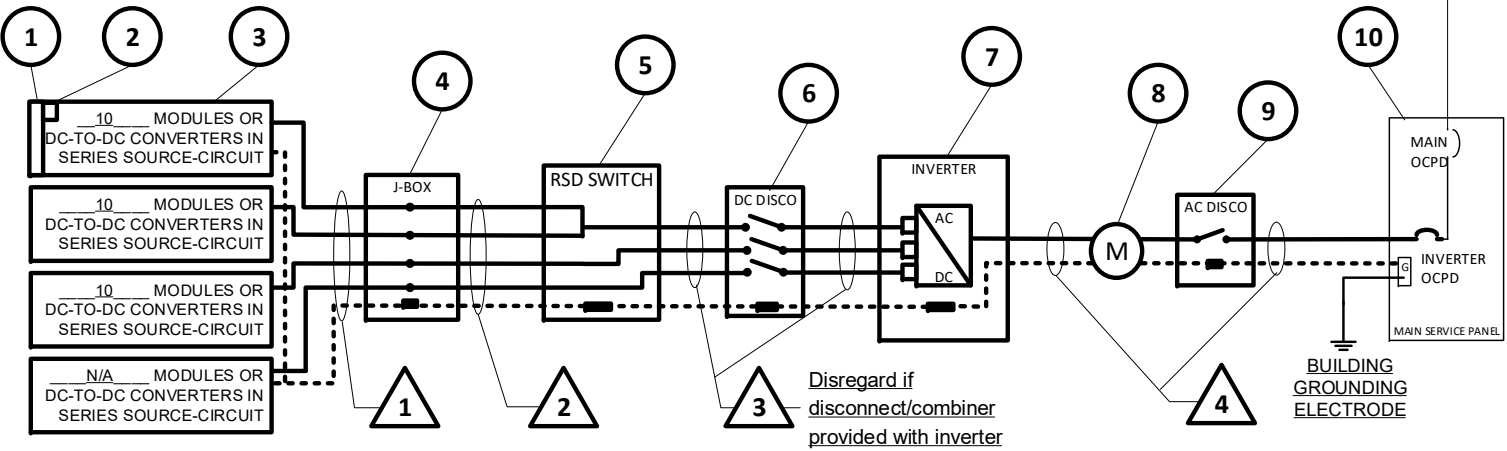 1
2
3
4
5
6
7
8
9
10
__10____ MODULES OR
DC-TO-DC CONVERTERS IN
SERIES SOURCE-CIRCUIT
____10____ MODULES OR
DC-TO-DC CONVERTERS IN
SERIES SOURCE-CIRCUIT
____10____ MODULES OR
DC-TO-DC CONVERTERS IN
SERIES SOURCE-CIRCUIT
____N/A____ MODULES OR
DC-TO-DC CONVERTERS IN
SERIES SOURCE-CIRCUIT
J-BOX
RSD SWITCH
DC DISCO
INVERTER
AC
DC
M
AC DISCO
MAIN
OCPD
INVERTER
OCPD
G
MAIN SERVICE PANEL
BUILDING
GROUNDING
ELECTRODE
1
2
3
Disregard if
disconnect/combiner
provided with inverter
4